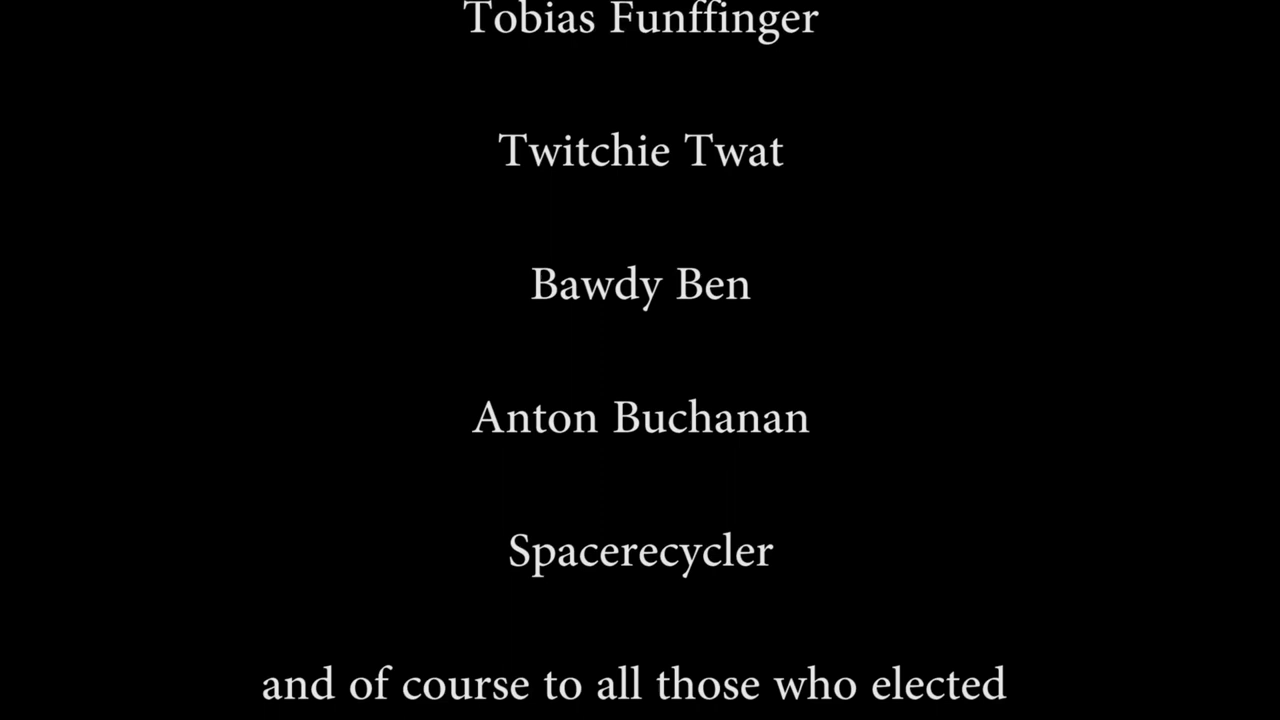 Tobias Funffinger
Twitchie Twat
Bawdy Ben
Anton Buchanan
Spacerecycler
and of course to all those who elected